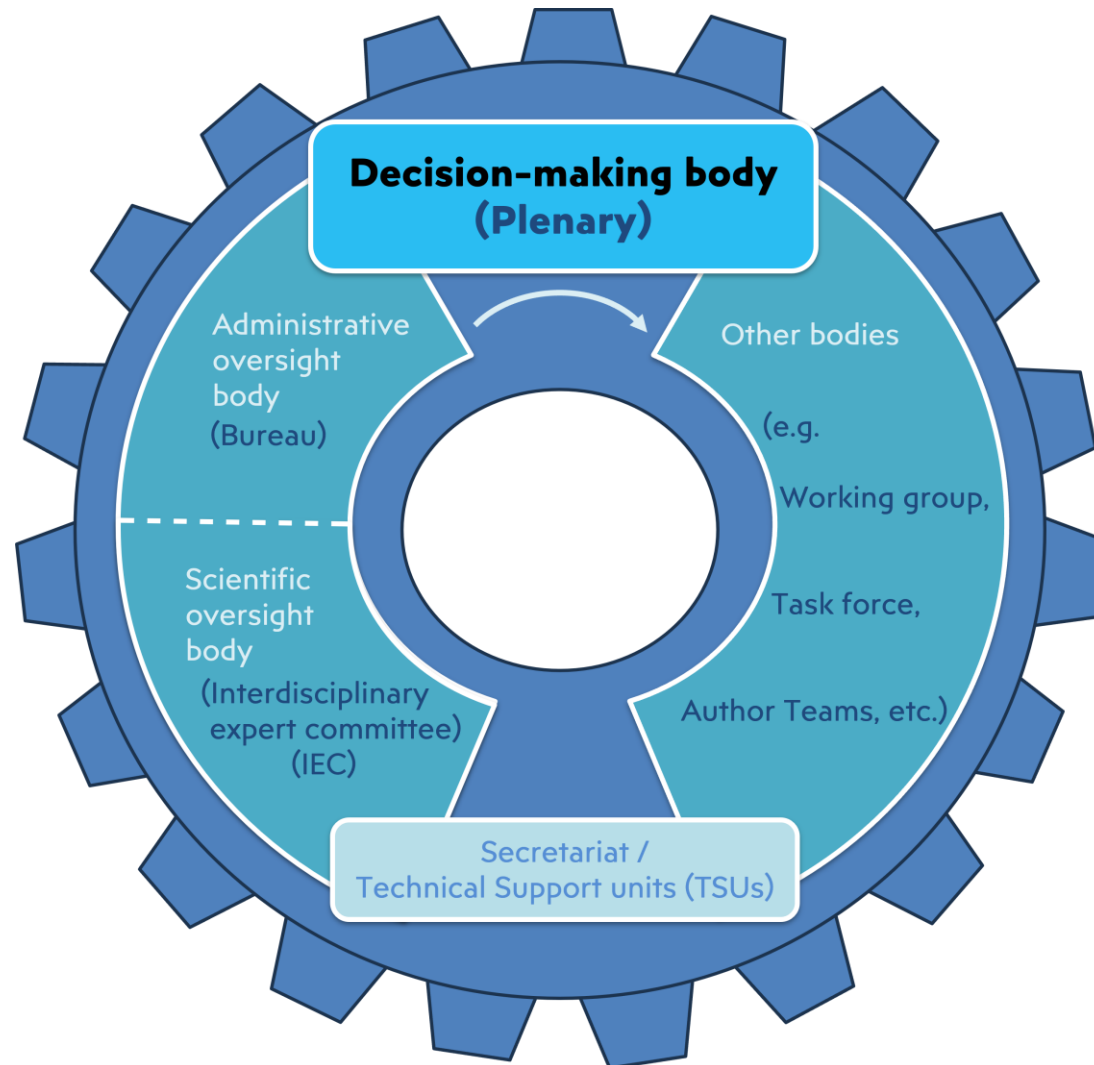 Decision-making body
(Plenary)
Administrative
oversight
body
(Bureau)
Scientific
oversight
body
(Interdisciplinary
expert committee)
(IEC)
Other bodies
(e.g.
Working group,
Task force,
Author Teams, etc.)
Secretariat /
Technical Support units (TSUs)